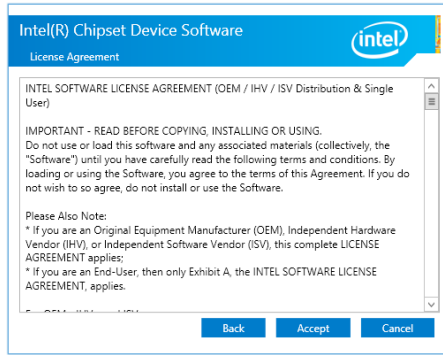 Intel(R) Chipset Device Software
License Agreement
intel
INTEL SOFTWARE LICENSE AGREEMENT (OEM / IHV / ISV Distribution & Single
User)
IMPORTANT - READ BEFORE COPYING, INSTALLING OR USING.
Do not use or load this software and any associated materials (collectively, the
"Software") until you have carefully read the following terms and conditions. By
loading or using the Software, you agree to the terms of this Agreement. If you do
not wish to so agree, do not install or use the Software.
Please Also Note:
* If you are an Original Equipment Manufacturer (OEM), Independent Hardware
Vendor (IHV), or Independent Software Vendor (ISV), this complete LICENSE
AGREEMENT applies;
* If you are an End-User, then only Exhibit A, the INTEL SOFTWARE LICENSE
AGREEMENT, applies.
Back Accept Cancel